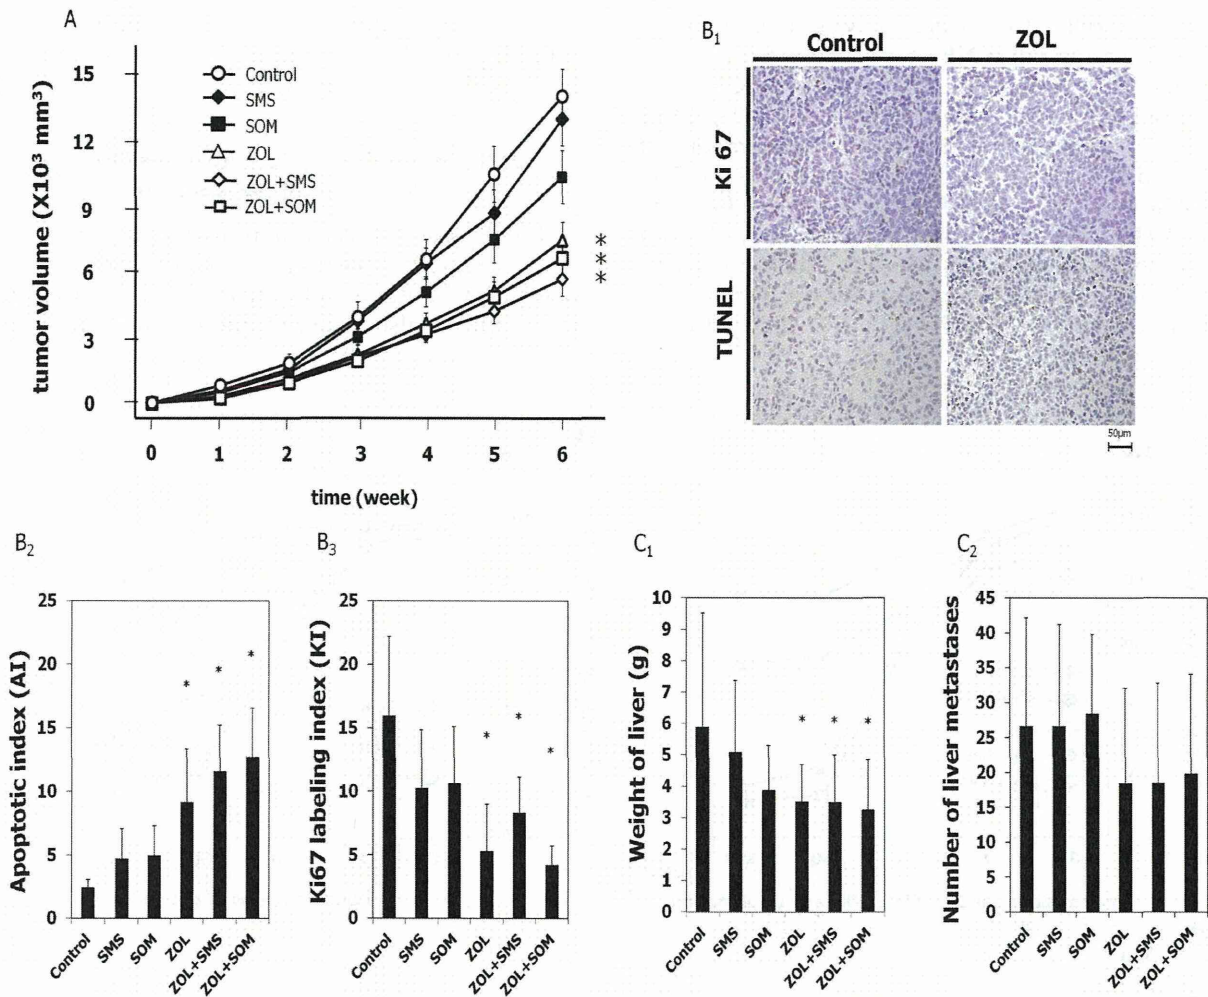 A
tumor volume (X10³ mm³)
15
12
9
6
3
0
Control
SMS
SOM
ZOL
ZOL+SMS
ZOL+SOM
*
*
*
0 1 2 3 4 5 6
time (week)
B₁
Control ZOL
Ki 67
TUNEL
50μm
B₂
Apoptotic index (AI)
25
20
15
10
5
0
* * *
Control SMS SOM ZOL ZOL+SMS ZOL+SOM
B₃
Ki67 labeling index (KI)
25
20
15
10
5
0
* * *
Control SMS SOM ZOL ZOL+SMS ZOL+SOM
C₁
Weight of liver (g)
10
9
8
7
6
5
4
3
2
1
0
* * *
Control SMS SOM ZOL ZOL+SMS ZOL+SOM
C₂
Number of liver metastases
45
40
35
30
25
20
15
10
5
0
Control SMS SOM ZOL ZOL+SMS ZOL+SOM